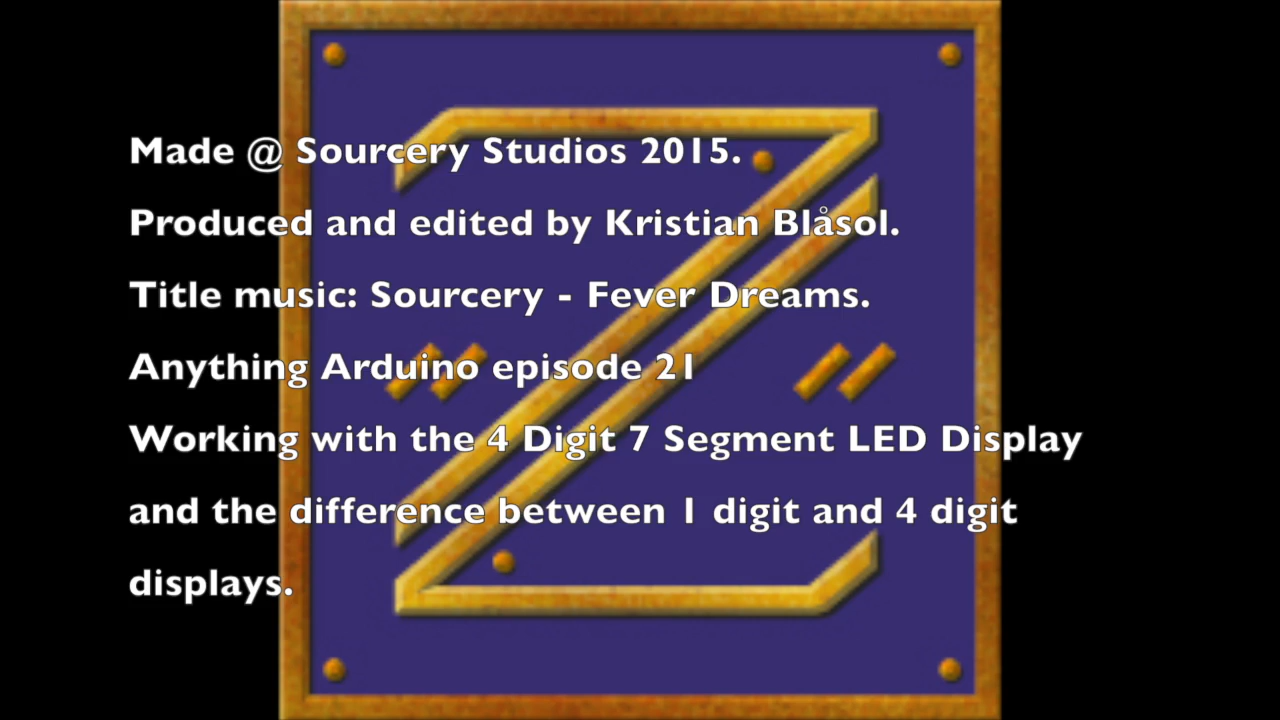 Made @ Sourcery Studios 2015.
Produced and edited by Kristian Blåsol.
Title music: Sourcery - Fever Dreams.
Anything Arduino episode 21
Working with the 4 Digit 7 Segment LED Display
and the difference between 1 digit and 4 digit
displays.